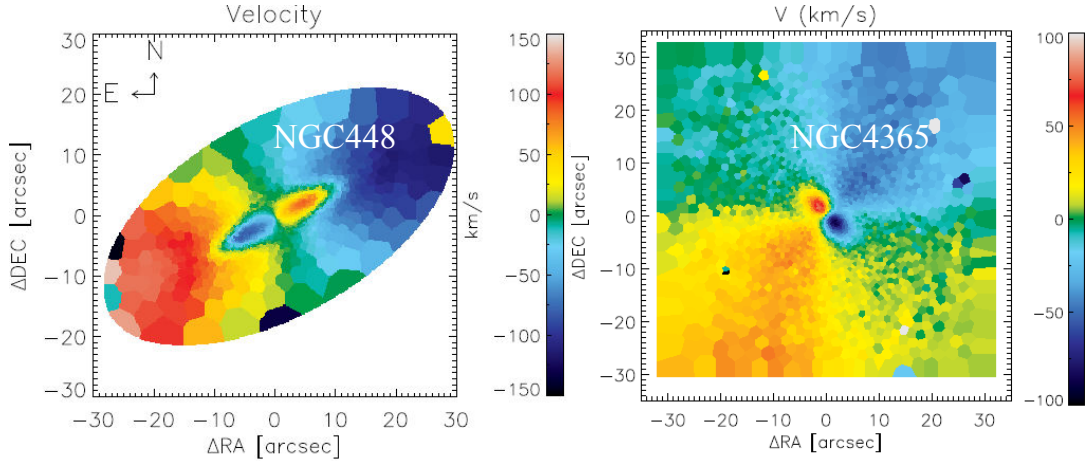 Velocity
30
20
10
0
−10
−20
−30
−30 −20 −10 0 10 20 30
ΔDEC [arcsec]
ΔRA [arcsec]
N
E
NGC448
150
100
50
0
−50
−100
−150
km/s
V (km/s)
30
20
10
0
−10
−20
−30
−30 −20 −10 0 10 20 30
ΔDEC [arcsec]
ΔRA [arcsec]
NGC4365
100
50
0
−50
−100